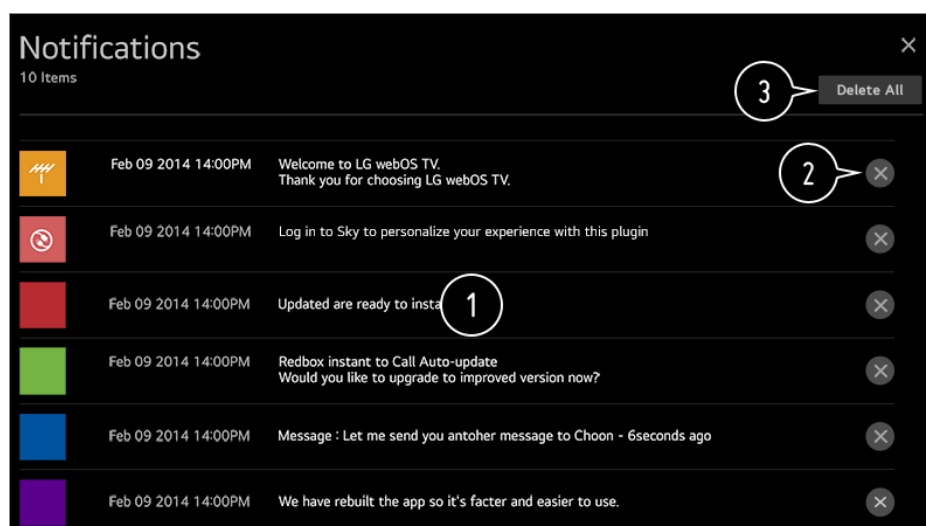 Notifications
10 Items
3
Delete All
Feb 09 2014 14:00PM
Welcome to LG webOS TV.
Thank you for choosing LG webOS TV.
2
Feb 09 2014 14:00PM
Log in to Sky to personalize your experience with this plugin
Feb 09 2014 14:00PM
Updated are ready to insta
1
Feb 09 2014 14:00PM
Redbox instant to Call Auto-update
Would you like to upgrade to improved version now?
Feb 09 2014 14:00PM
Message : Let me send you antoher message to Choon - 6seconds ago
Feb 09 2014 14:00PM
We have rebuilt the app so it's facter and easier to use.